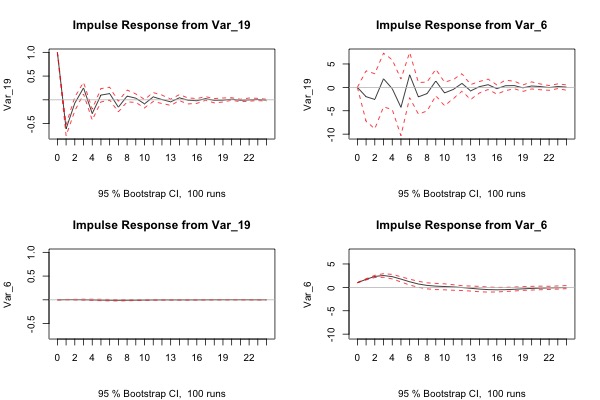 Impulse Response from Var_19
Var_19
1.0
0.5
-0.5
0 2 4 6 8 10 13 16 19 22
95 % Bootstrap CI,  100 runs
Impulse Response from Var_6
Var_19
5
0
-5
-10
0 2 4 6 8 10 13 16 19 22
95 % Bootstrap CI,  100 runs
Impulse Response from Var_19
Var_6
1.0
0.5
-0.5
0 2 4 6 8 10 13 16 19 22
95 % Bootstrap CI,  100 runs
Impulse Response from Var_6
Var_6
5
0
-5
-10
0 2 4 6 8 10 13 16 19 22
95 % Bootstrap CI,  100 runs